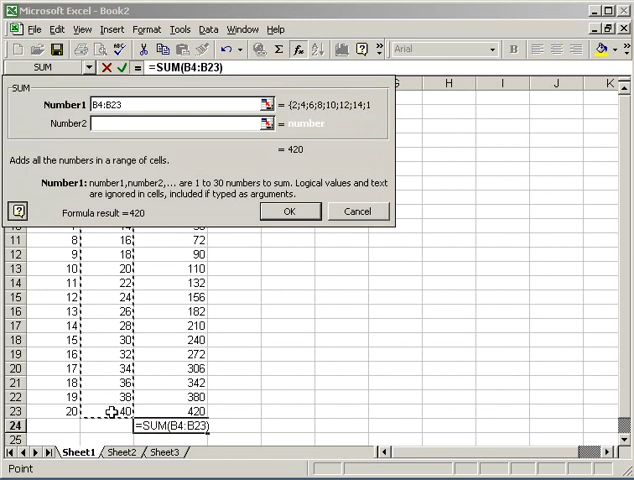 Microsoft Excel - Book2
File Edit View Insert Format Tools Data Window Help
Arial B
SUM =SUM(B4:B23)
SUM
Number1 B4:B23 = {2;4;6;8;10;12;14;1
Number2 = number
= 420
Adds all the numbers in a range of cells.
Number1: number1,number2,... are 1 to 30 numbers to sum. Logical values and text
are ignored in cells, included if typed as arguments.
Formula result =420 OK Cancel
H I J K
11 8 16 72
12 9 18 90
13 10 20 110
14 11 22 132
15 12 24 156
16 13 26 182
17 14 28 210
18 15 30 240
19 16 32 272
20 17 34 306
21 18 36 342
22 19 38 380
23 20 40 420
24 =SUM(B4:B23)
25
Sheet1 Sheet2 Sheet3
Point